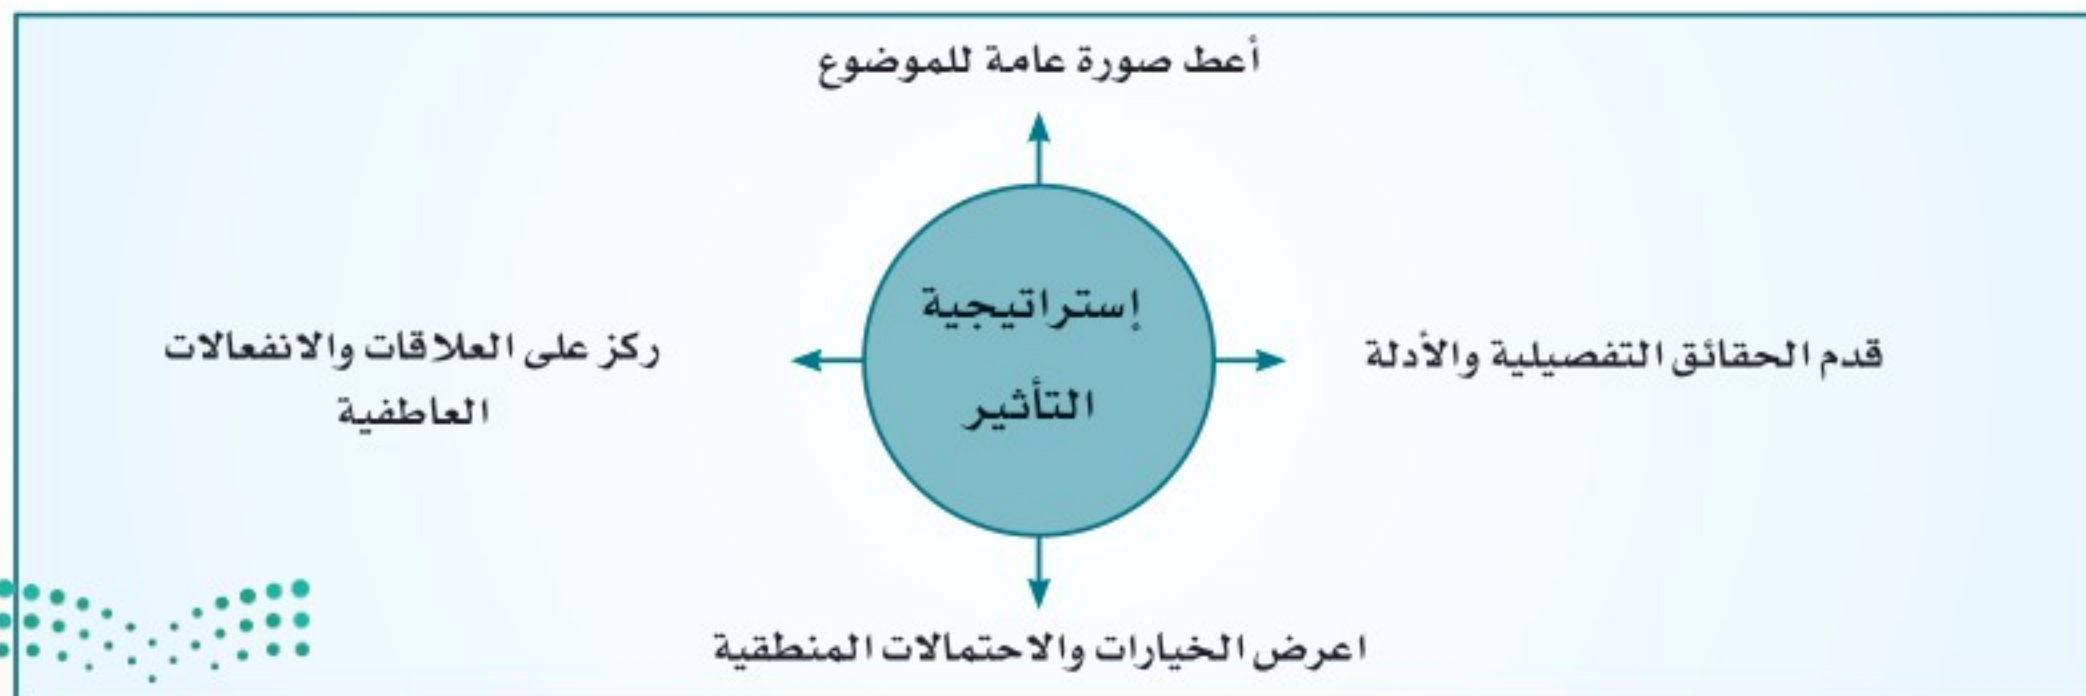 أعط صورة عامة للموضوع
إستراتيجية
التأثير
قدم الحقائق التفصيلية والأدلة
ركز على العلاقات والانفعالات
العاطفية
اعرض الخيارات والاحتمالات المنطقية